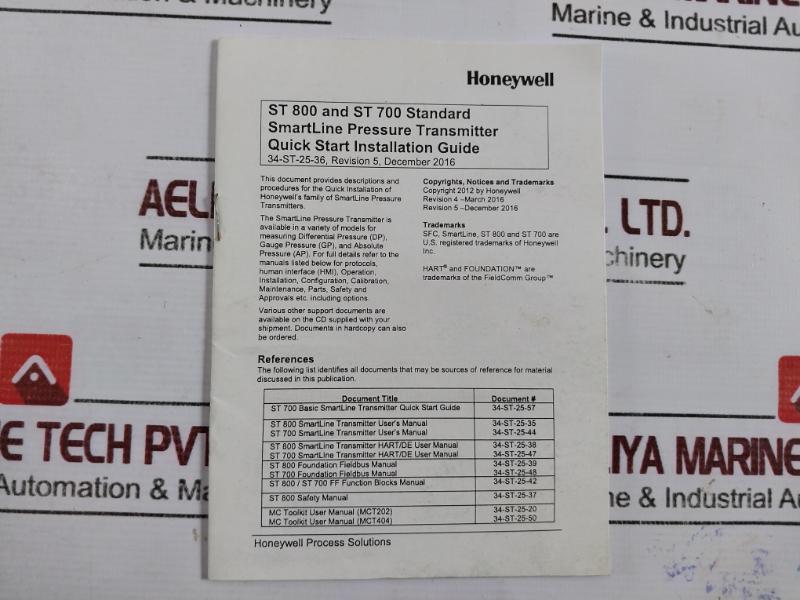 & Machinery
Marine & Industrial Au
Honeywell
ST 800 and ST 700 Standard
SmartLine Pressure Transmitter
Quick Start Installation Guide
34-ST-25-36, Revision 5, December 2016
This document provides descriptions and
procedures for the Quick Installation of
Honeywell's family of SmartLine Pressure
Transmitters.
The SmartLine Pressure Transmitter is
available in a variety of models for
measuring Differential Pressure (DP),
Gauge Pressure (GP), and Absolute
Pressure (AP). For full details refer to the
manuals listed below for protocols,
human interface (HMI), Operation,
Installation, Configuration, Calibration,
Maintenance, Parts, Safety and
Approvals etc. including options.
Various other support documents are
available on the CD supplied with your
shipment. Documents in hardcopy can also
be ordered.
Copyrights, Notices and Trademarks
Copyright 2012 by Honeywell
Revision 4 –March 2016
Revision 5 –December 2016
Trademarks
SFC, SmartLine, ST 800 and ST 700 are
U.S. registered trademarks of Honeywell
Inc.
HART® and FOUNDATION™ are
trademarks of the FieldComm Group™
References
The following list identifies all documents that may be sources of reference for material
discussed in this publication.
Document Title Document #
ST 700 Basic SmartLine Transmitter Quick Start Guide 34-ST-25-57
ST 800 SmartLine Transmitter User's Manual 34-ST-25-35
ST 700 SmartLine Transmitter User's Manual 34-ST-25-44
ST 800 SmartLine Transmitter HART/DE User Manual 34-ST-25-38
ST 700 SmartLine Transmitter HART/DE User Manual 34-ST-25-47
ST 800 Foundation Fieldbus Manual 34-ST-25-39
ST 700 Foundation Fieldbus Manual 34-ST-25-48
ST 800 / ST 700 FF Function Blocks Manual 34-ST-25-42
ST 800 Safety Manual 34-ST-25-37
MC Toolkit User Manual (MCT202) 34-ST-25-20
MC Toolkit User Manual (MCT404) 34-ST-25-50
Honeywell Process Solutions
AEL
LTD.
Marin
chinery
E TECH PVT
IYA MARINE
Automation & Ma
ne & Industrial Au